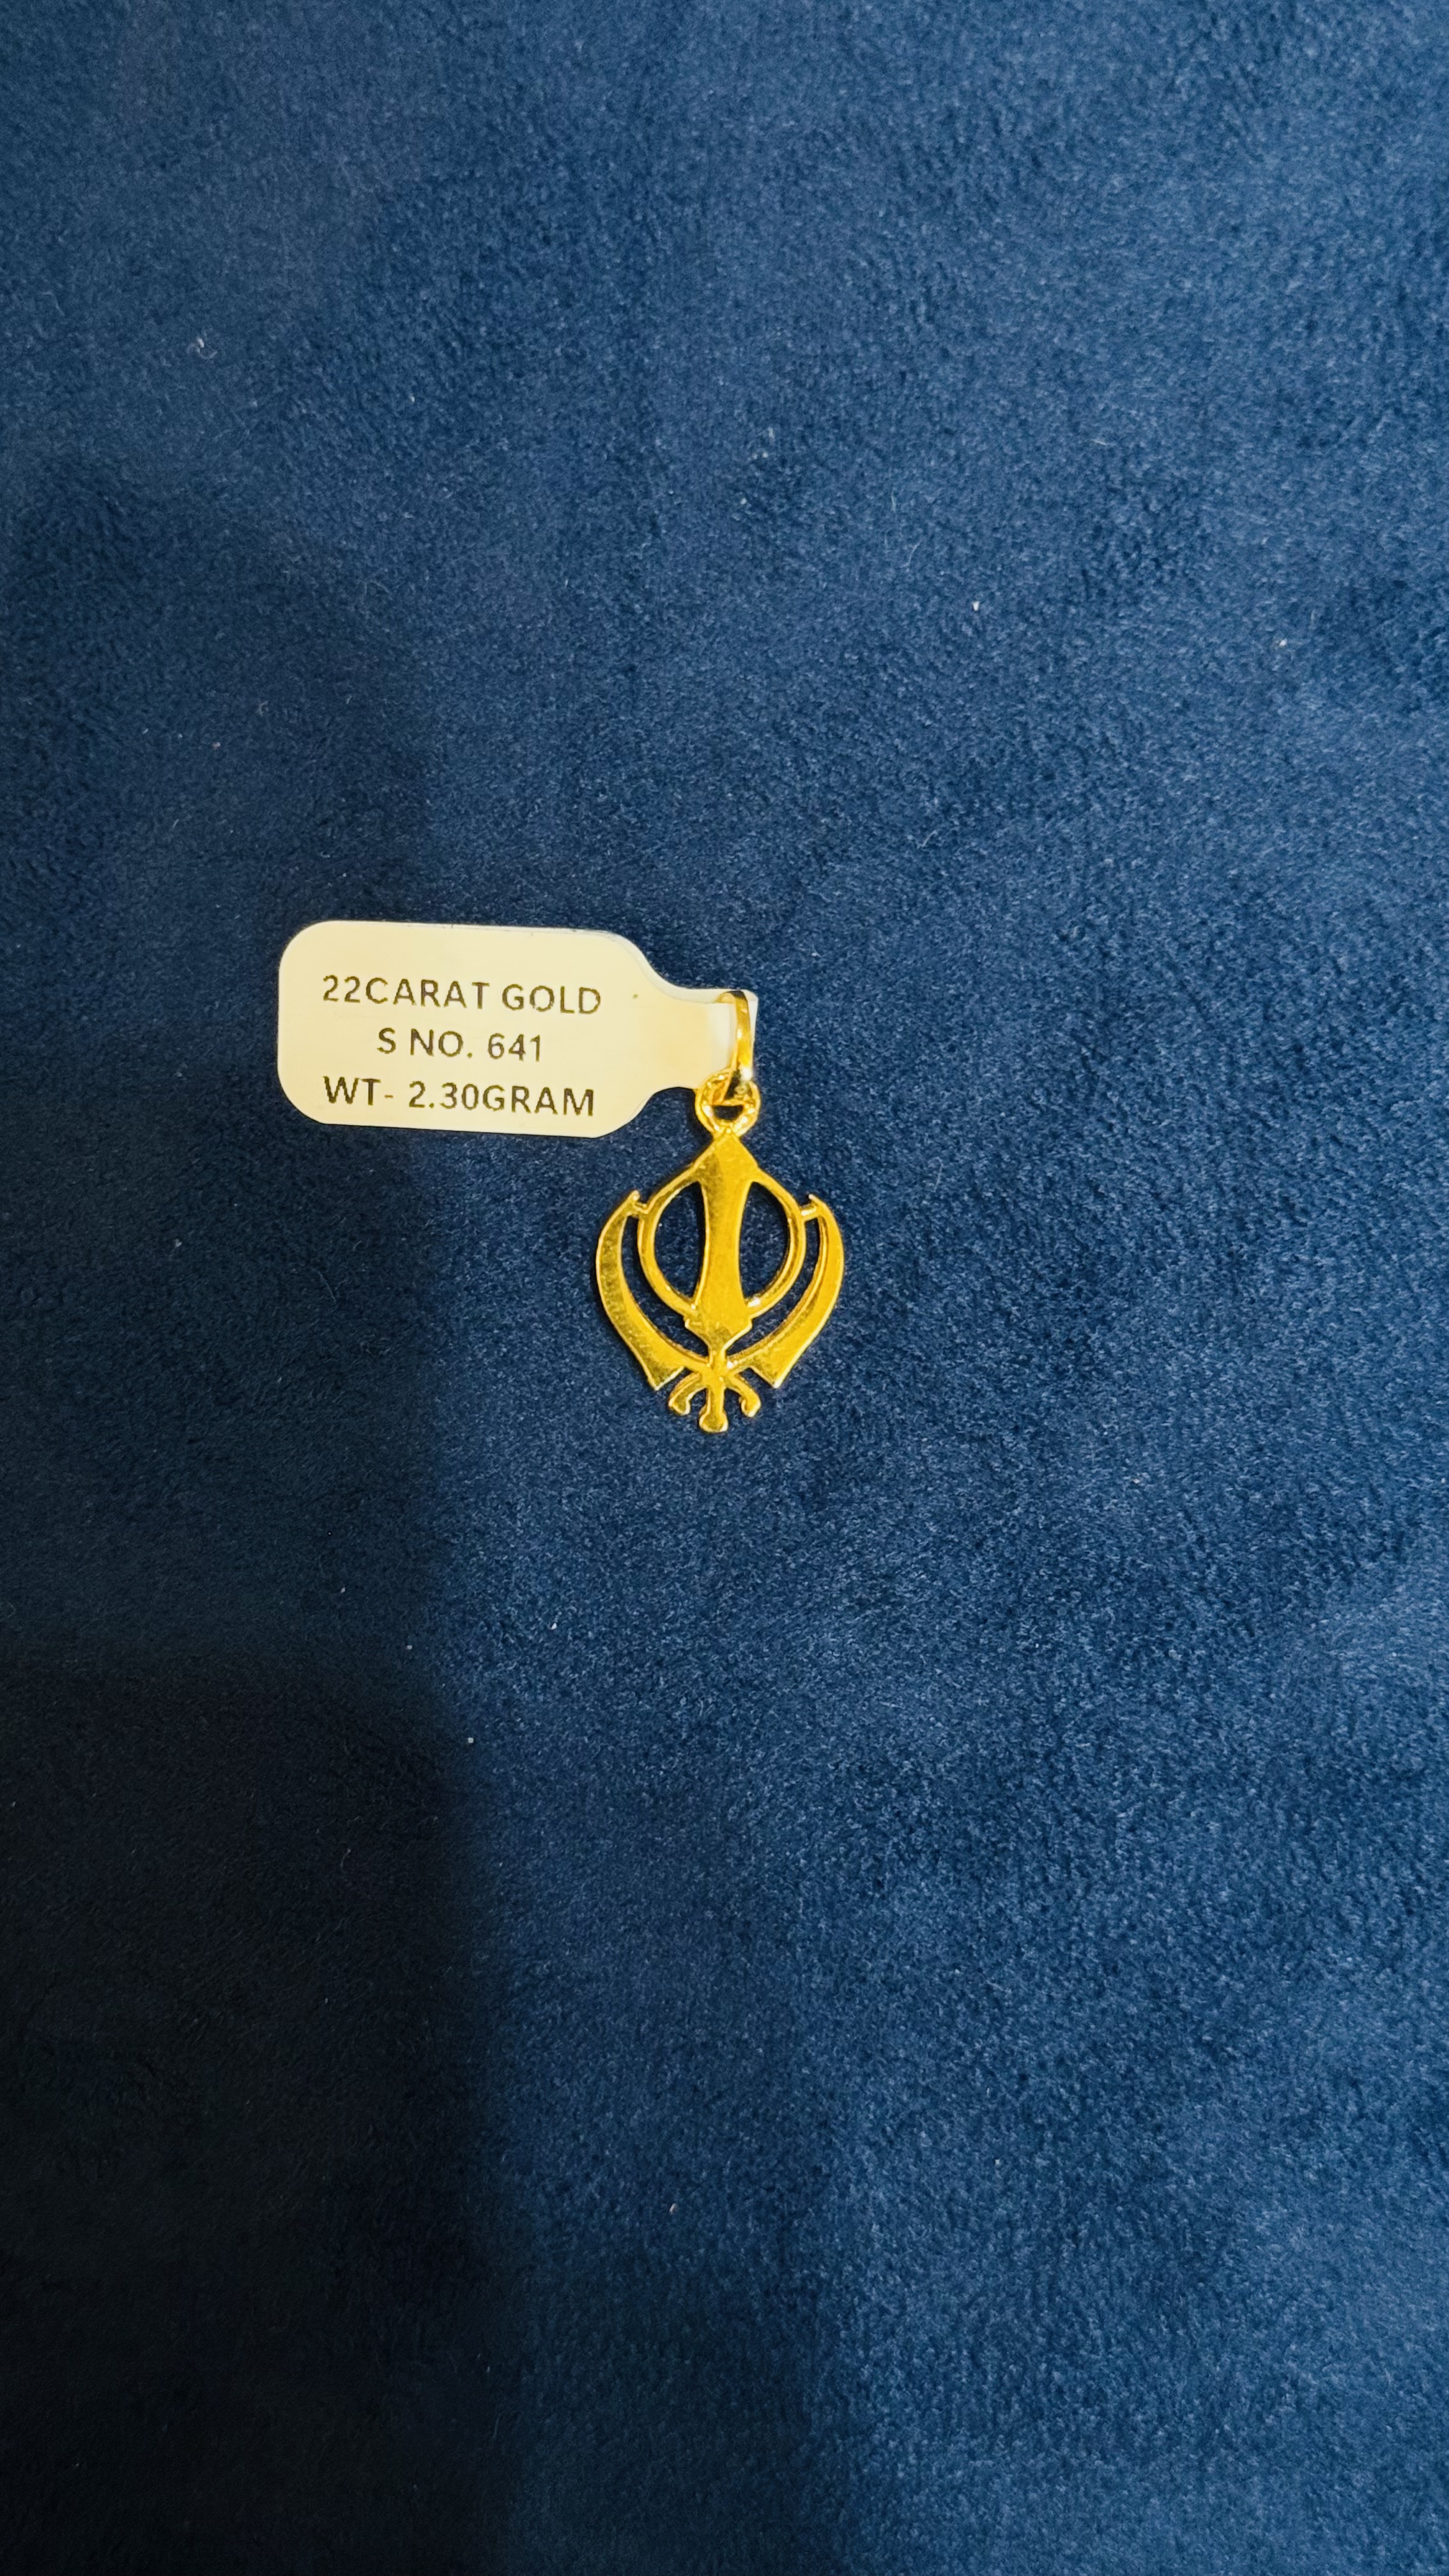 22CARAT GOLD
S NO. 641
WT- 2.30GRAM